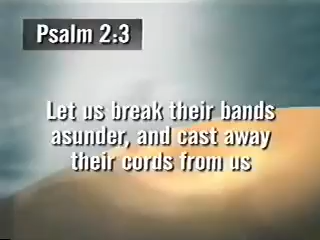 Psalm 2:3
Let us break their bands
asunder, and cast away
their cords from us